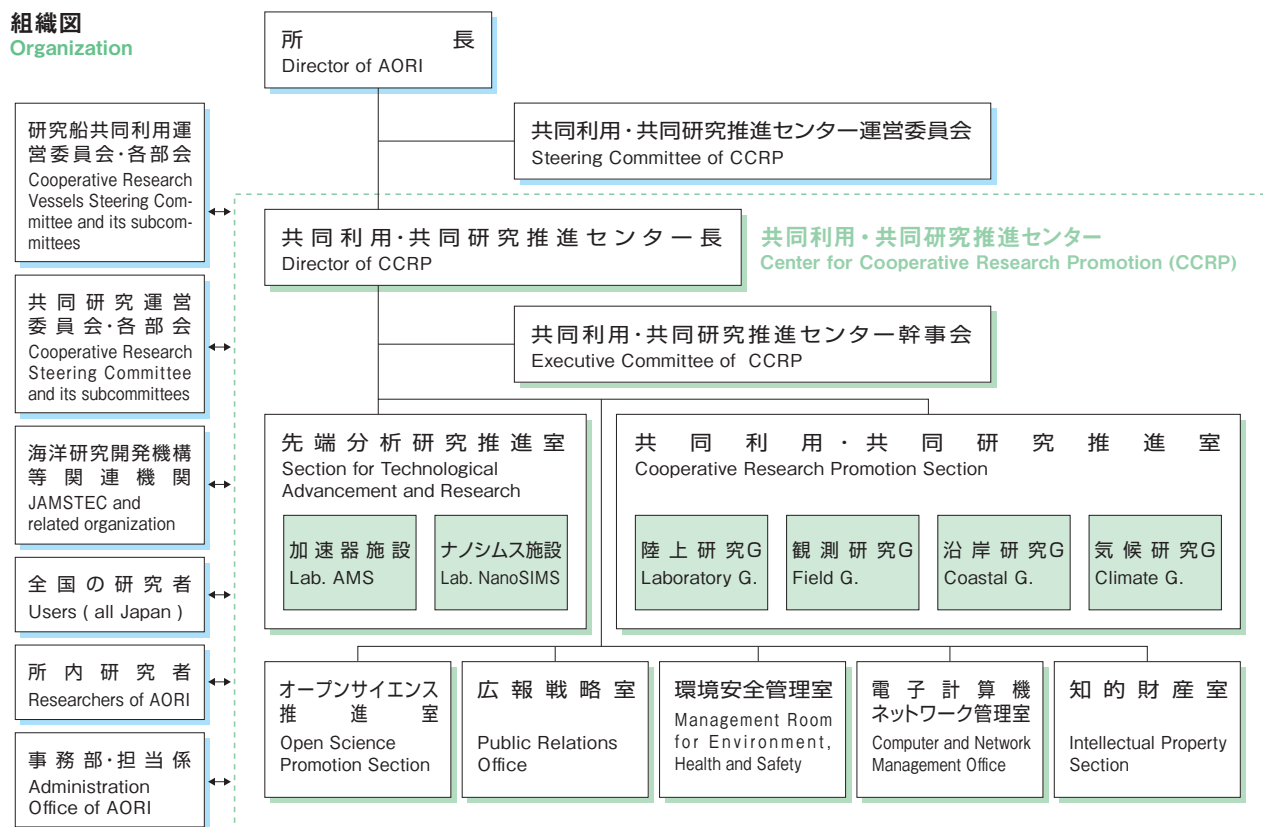 組織図
Organization
所長
Director of AORI
共同利用・共同研究推進センター運営委員会
Steering Committee of CCRP
共同利用・共同研究推進センター長
Director of CCRP
共同利用・共同研究推進センター
Center for Cooperative Research Promotion (CCRP)
共同利用・共同研究推進センター幹事会
Executive Committee of CCRP
研究船共同利用運
営委員会・各部会
Cooperative Research
Vessels Steering Com-
mittee and its subcom-
mittees
共同研究運営
委員会・各部会
Cooperative Research
Steering Committee
and its subcommittees
海洋研究開発機構
等関連機関
JAMSTEC and
related organization
全国の研究者
Users ( all Japan )
所内研究者
Researchers of AORI
事務部・担当係
Administration
Office of AORI
先端分析研究推進室
Section for Technological
Advancement and Research
加速器施設
Lab. AMS
ナノシムス施設
Lab. NanoSIMS
共同利用・共同研究推進室
Cooperative Research Promotion Section
陸上研究G
Laboratory G.
観測研究G
Field G.
沿岸研究G
Coastal G.
気候研究G
Climate G.
オープンサイエンス
推進室
Open Science
Promotion Section
広報戦略室
Public Relations
Office
環境安全管理室
Management Room
for Environment,
Health and Safety
電子計算機
ネットワーク管理室
Computer and Network
Management Office
知的財産室
Intellectual Property
Section